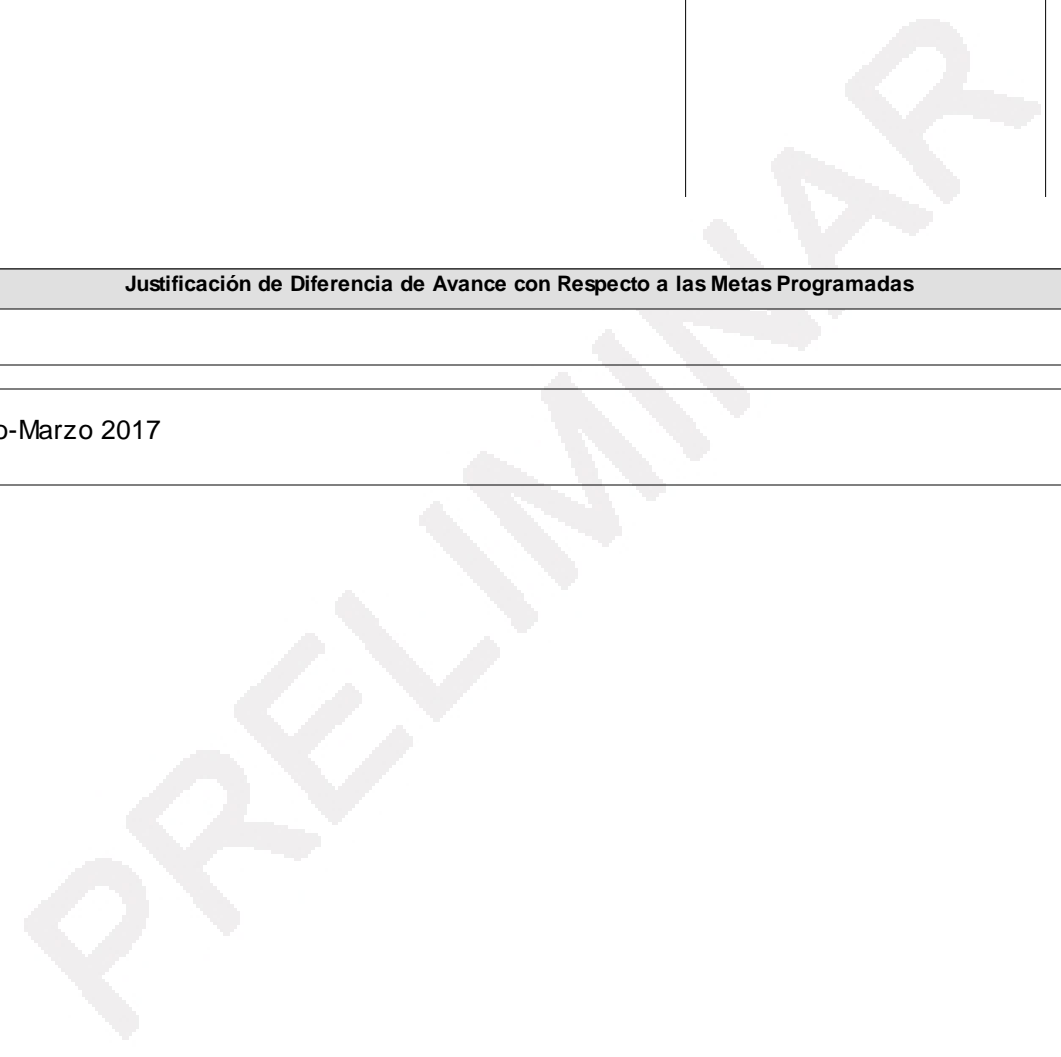 Justificación de Diferencia de Avance con Respecto a las Metas Programadas
o-Marzo 2017
PRELIMINAR